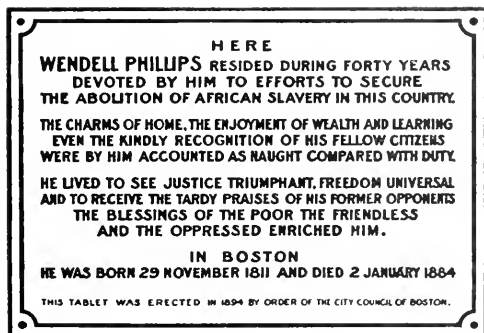 HERE
WENDELL PHILLIPS RESIDED DURING FORTY YEARS
DEVOTED BY HIM TO EFFORTS TO SECURE
THE ABOLITION OF AFRICAN SLAVERY IN THIS COUNTRY.
THE CHARMS OF HOME, THE ENJOYMENT OF WEALTH AND LEARNING
EVEN THE KINDLY RECOGNITION OF HIS FELLOW CITIZENS
WERE BY HIM ACCOUNTED AS NAUGHT COMPARED WITH DUTY.
HE LIVED TO SEE JUSTICE TRIUMPHANT, FREEDOM UNIVERSAL
AND TO RECEIVE THE TARDY PRAISES OF HIS FORMER OPPONENTS
THE BLESSINGS OF THE POOR THE FRIENDLESS
AND THE OPPRESSED ENRICHED HIM.
IN BOSTON
HE WAS BORN 29 NOVEMBER 1811 AND DIED 2 JANUARY 1884
THIS TABLET WAS ERECTED IN 1894 BY ORDER OF THE CITY COUNCIL OF BOSTON.